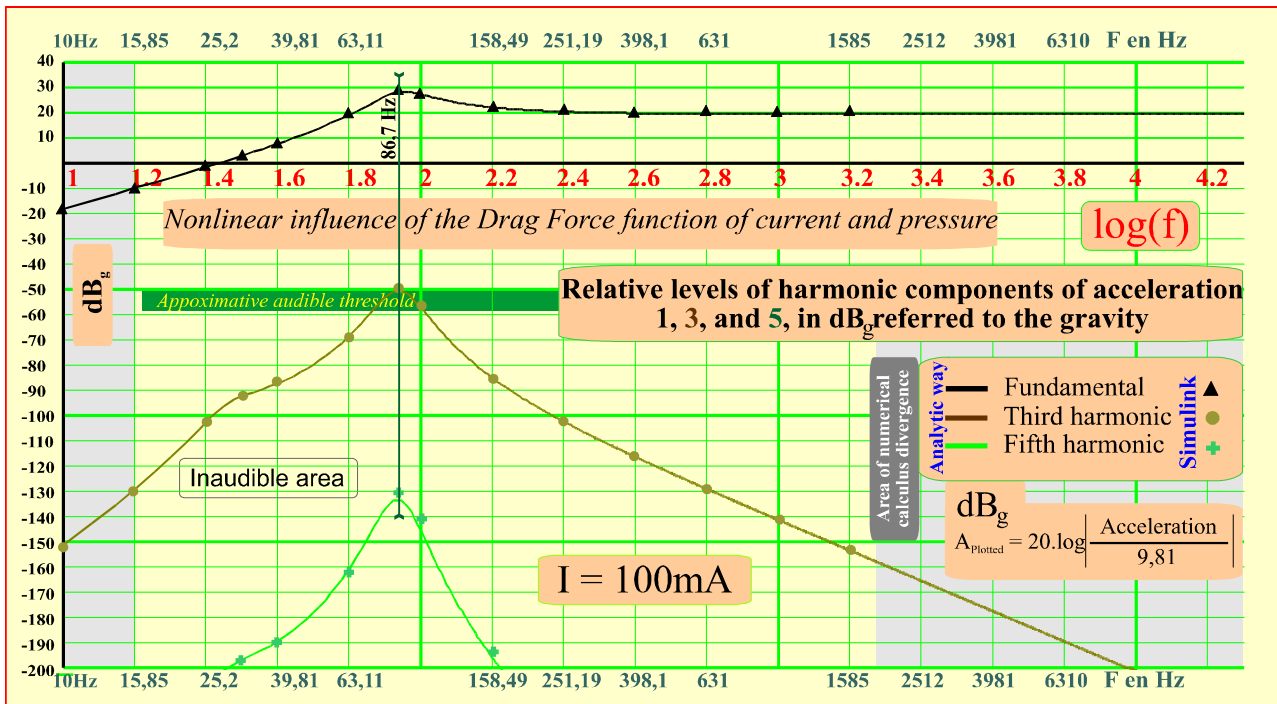 10Hz 15,85 25,2 39,81 63,11 158,49 251,19 398,1 631 1585 2512 3981 6310 F en Hz
40
30
20
10
-10
-20
-30
-40
-50
-60
-70
-80
-90
-100
-110
-120
-130
-140
-150
-160
-170
-180
-190
-200
86,7 Hz
1 1.2 1.4 1.6 1.8 2 2.2 2.4 2.6 2.8 3 3.2 3.4 3.6 3.8 4 4.2
Nonlinear influence of the Drag Force function of current and pressure
log(f)
dBg
Appoximative audible threshold
Relative levels of harmonic components of acceleration
1, 3, and 5, in dBg referred to the gravity
Area of numerical
calculus divergence
Analytic way
Fundamental
Third harmonic
Fifth harmonic
Simulink
Inaudible area
dBg
APlotted = 20.log|Acceleration
9,81|
I = 100mA
10Hz 15,85 25,2 39,81 63,11 158,49 251,19 398,1 631 1585 2512 3981 6310 F en Hz